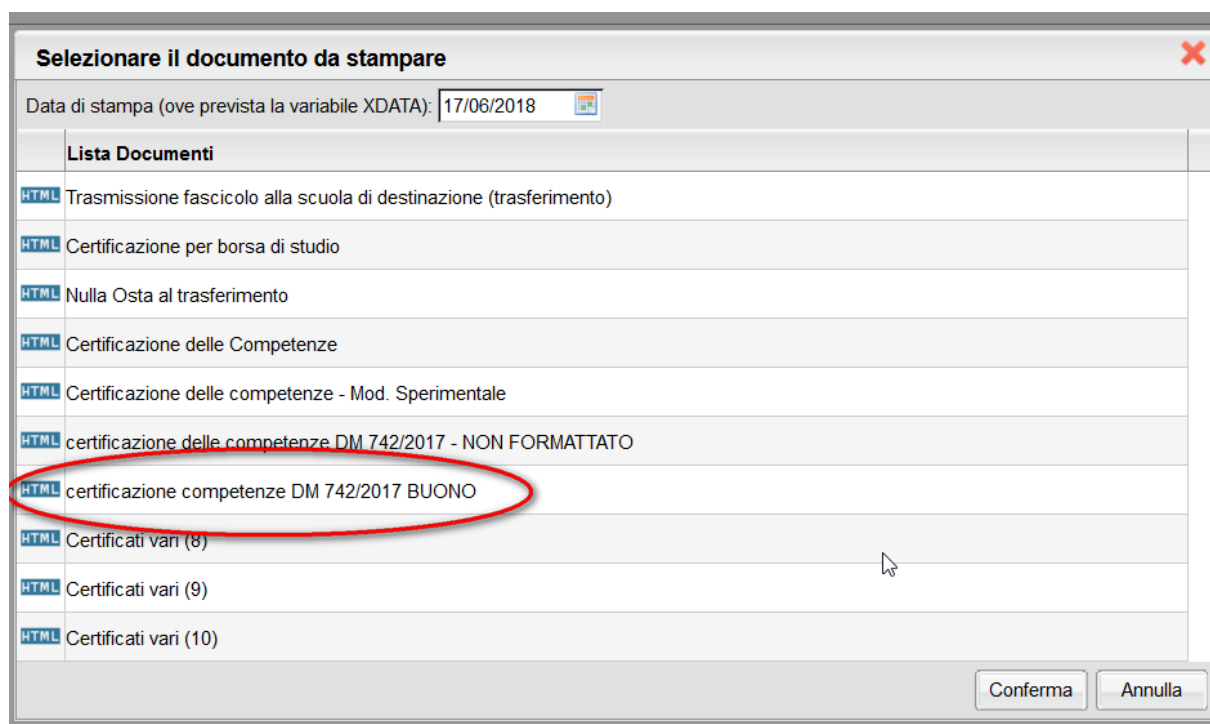 Selezionare il documento da stampare
Data di stampa (ove prevista la variabile XDATA): 17/06/2018
Lista Documenti
HTML Trasmissione fascicolo alla scuola di destinazione (trasferimento)
HTML Certificazione per borsa di studio
HTML Nulla Osta al trasferimento
HTML Certificazione delle Competenze
HTML Certificazione delle competenze - Mod. Sperimentale
HTML certificazione delle competenze DM 742/2017 - NON FORMATTATO
HTML certificazione competenze DM 742/2017 BUONO
HTML Certificati vari (8)
HTML Certificati vari (9)
HTML Certificati vari (10)
Conferma Annulla